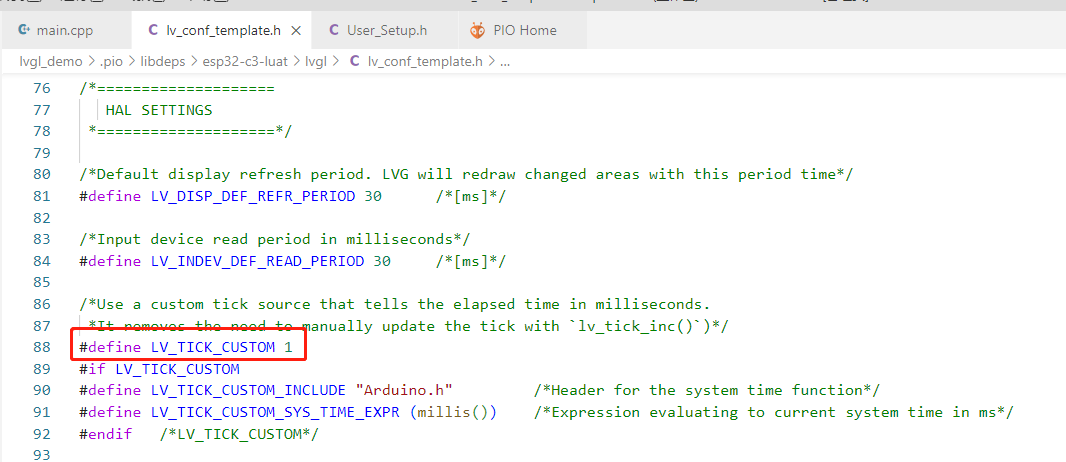 main.cpp
lv_conf_template.h
User_Setup.h
PIO Home
lvgl_demo > .pio > libdeps > esp32-c3-luat > lvgl > C lv_conf_template.h > ...
76 /*====================
77 HAL SETTINGS
78 *====================*/
79
80 /*Default display refresh period. LVG will redraw changed areas with this period time*/
81 #define LV_DISP_DEF_REFR_PERIOD 30 /*[ms]*/
82
83 /*Input device read period in milliseconds*/
84 #define LV_INDEV_DEF_READ_PERIOD 30 /*[ms]*/
85
86 /*Use a custom tick source that tells the elapsed time in milliseconds.
87 *It removes the need to manually update the tick with `lv_tick_inc()`)*/
88 #define LV_TICK_CUSTOM 1
89 #if LV_TICK_CUSTOM
90 #define LV_TICK_CUSTOM_INCLUDE "Arduino.h" /*Header for the system time function*/
91 #define LV_TICK_CUSTOM_SYS_TIME_EXPR (millis()) /*Expression evaluating to current system time in ms*/
92 #endif /*LV_TICK_CUSTOM*/
93